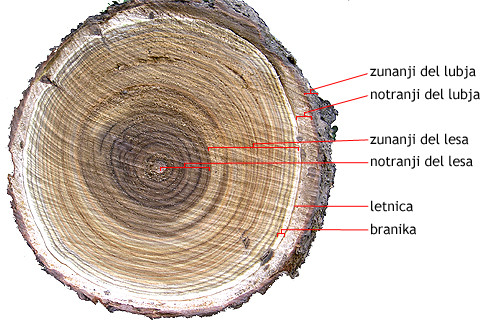 zunanji del lubja
notranji del lubja
zunanji del lesa
notranji del lesa
letnica
branika